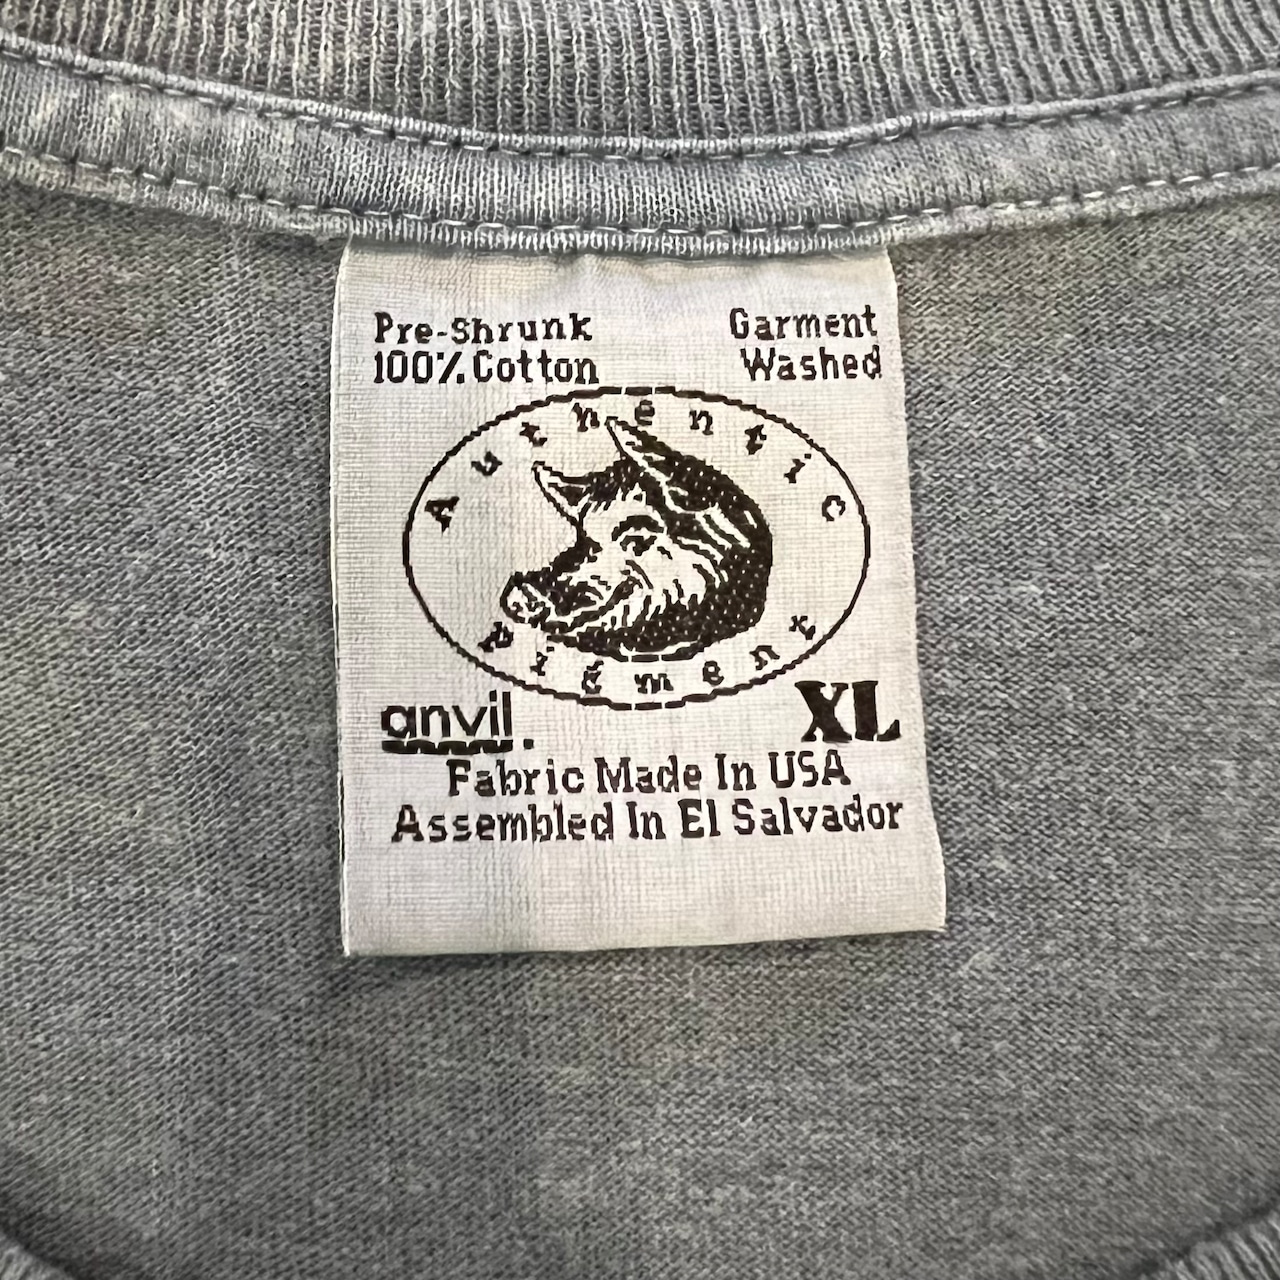 Pre-Shrunk Garment
100% Cotton Washed
Authentic
Pigment
anvil. XL
Fabric Made In USA
Assembled In El Salvador